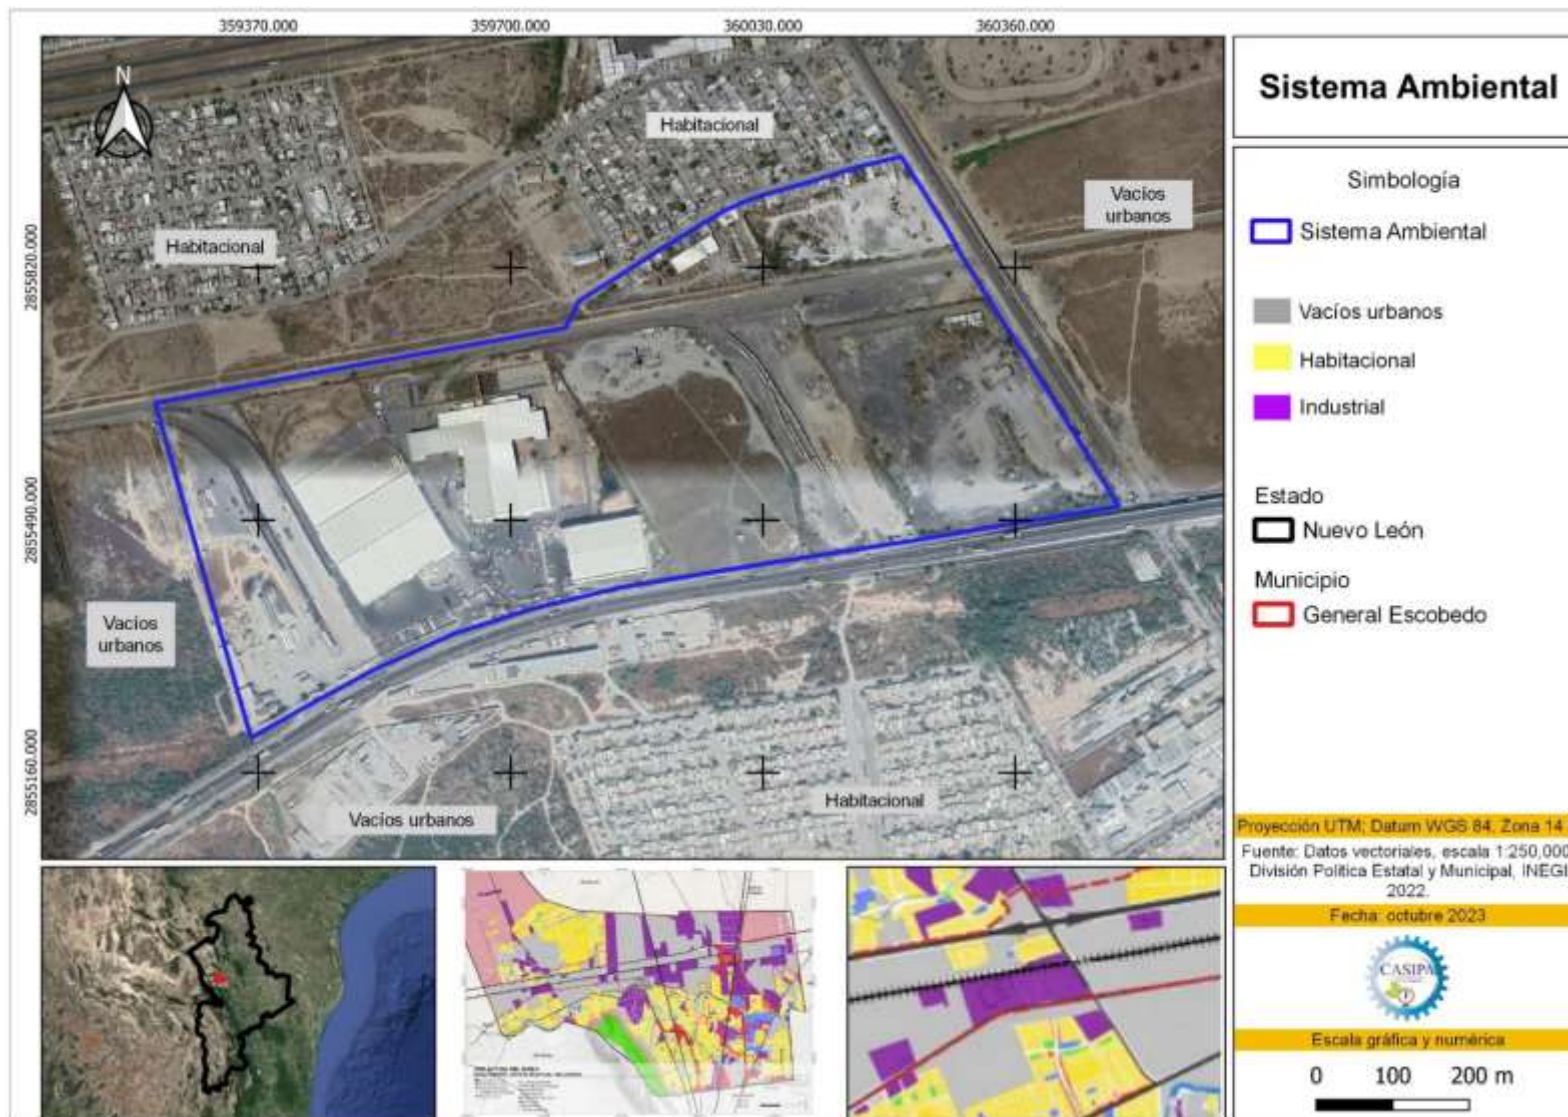 359370.000
359700.000
360030.000
360360.000
2855820.000
2855490.000
2855160.000
N
Habitacional
Habitacional
Vacios
urbanos
Vacios
urbanos
Vacios urbanos
Habitacional
Sistema Ambiental
Simbología
Sistema Ambiental
Vacíos urbanos
Habitacional
Industrial
Estado
Nuevo León
Municipio
General Escobedo
Proyección UTM; Datum WGS 84, Zona 14
Fuente: Datos vectoriales, escala 1:250,000
División Política Estatal y Municipal, INEGI
2022.
Fecha: octubre 2023
CASIPA
Escala gráfica y numérica
0 100 200 m